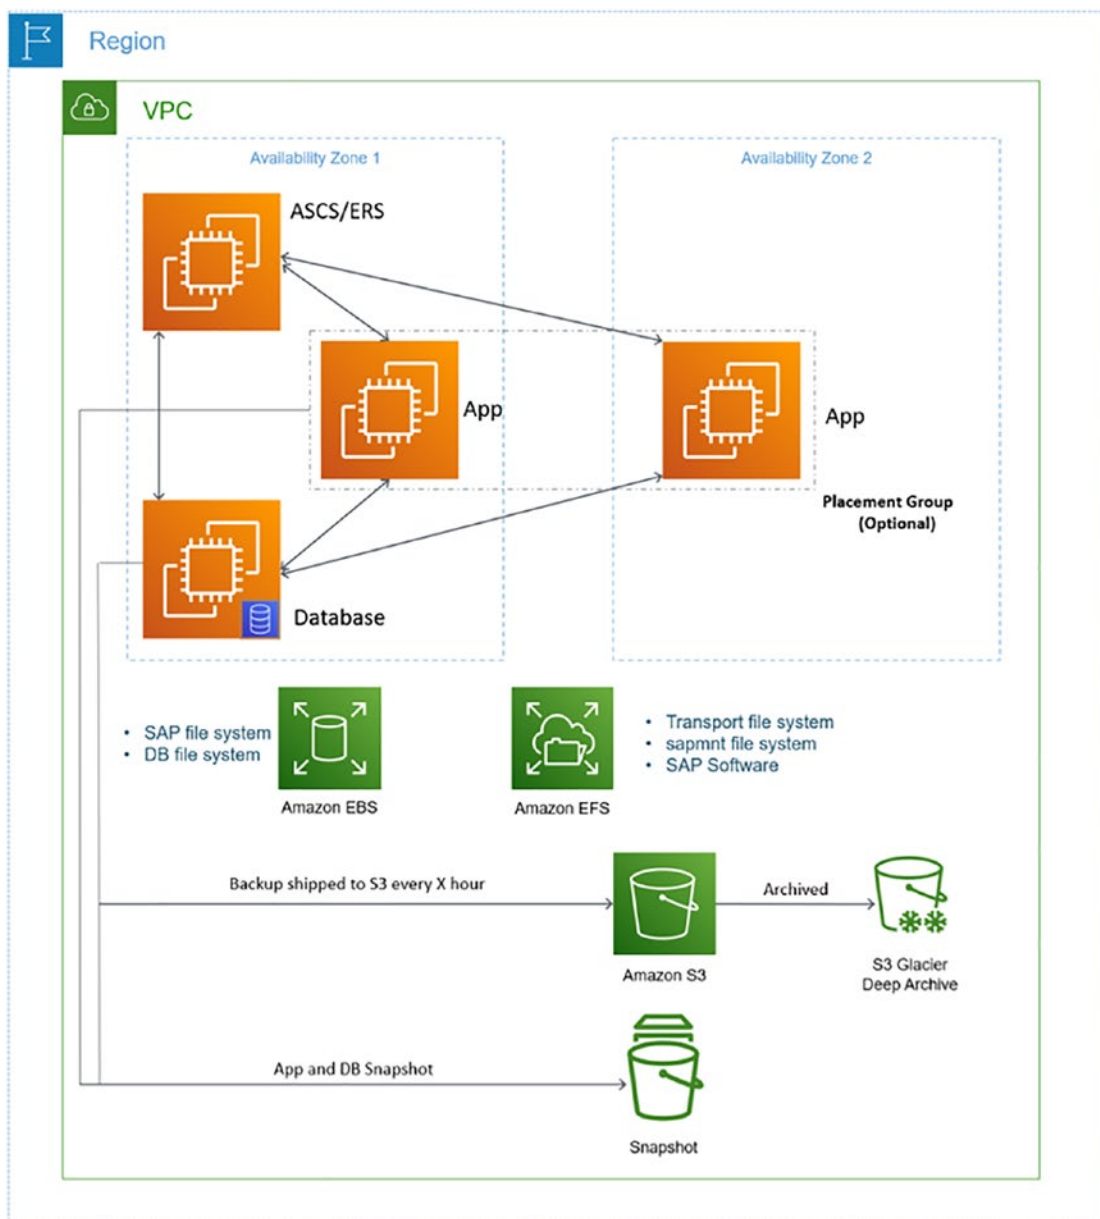 Region
VPC
Availability Zone 1
Availability Zone 2
ASCS/ERS
App
App
Placement Group
(Optional)
Database
• SAP file system
• DB file system
Amazon EBS
Amazon EFS
• Transport file system
• sapmnt file system
• SAP Software
Backup shipped to S3 every X hour
Archived
Amazon S3
S3 Glacier
Deep Archive
App and DB Snapshot
Snapshot